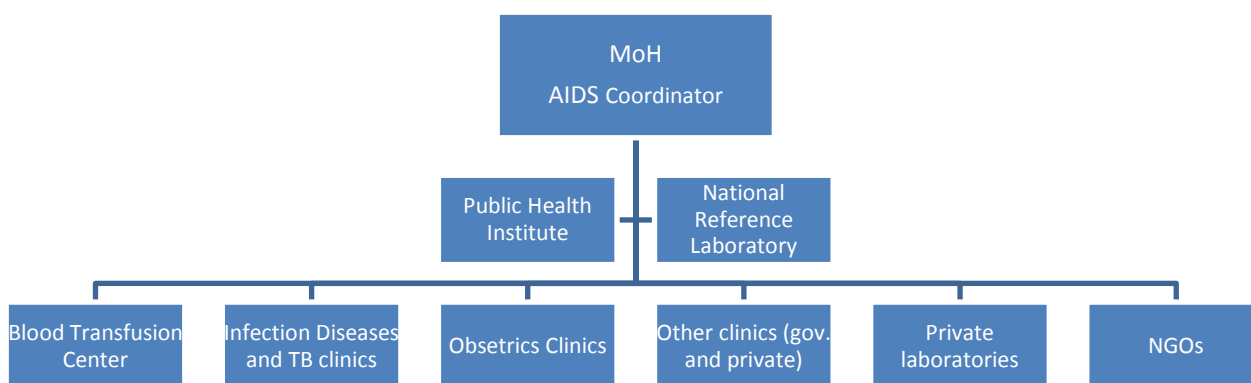 MoH
AIDS Coordinator
Public Health
Institute
National
Reference
Laboratory
Blood Transfusion
Center
Infection Diseases
and TB clinics
Obsetrics Clinics
Other clinics (gov.
and private)
Private
laboratories
NGOs